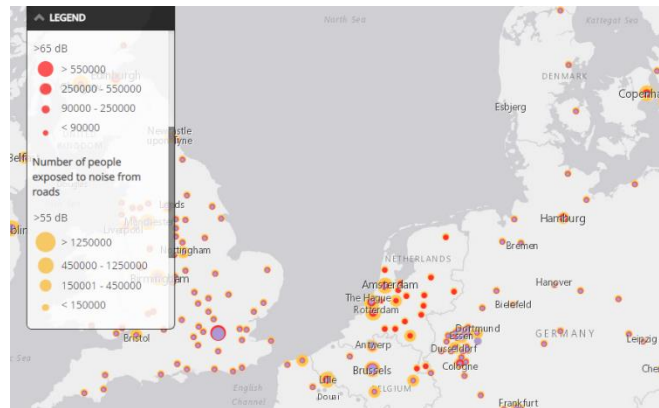 LEGEND
>65 dB
> 550000
250000 - 550000
90000 - 250000
< 90000
Number of people
exposed to noise from
roads
>55 dB
> 1250000
450000 - 1250000
150001 - 450000
< 150000
North Sea
Kattegat Sea
DENMARK
Copenh
Esbjerg
Edinburgh
Newcastle
upon Tyne
Leeds
Manchester
Liverpool
Nottingham
Birmingham
Bristol
English
Channel
Hamburg
Bremen
NETHERLANDS
Amsterdam
The Hague
Rotterdam
Hanover
Bielefeld
Dortmund
Essen
Dusseldorf
Cologne
GERMANY
Leipzig
Antwerp
Brussels
BELGIUM
Lille
Douai
Frankfurt